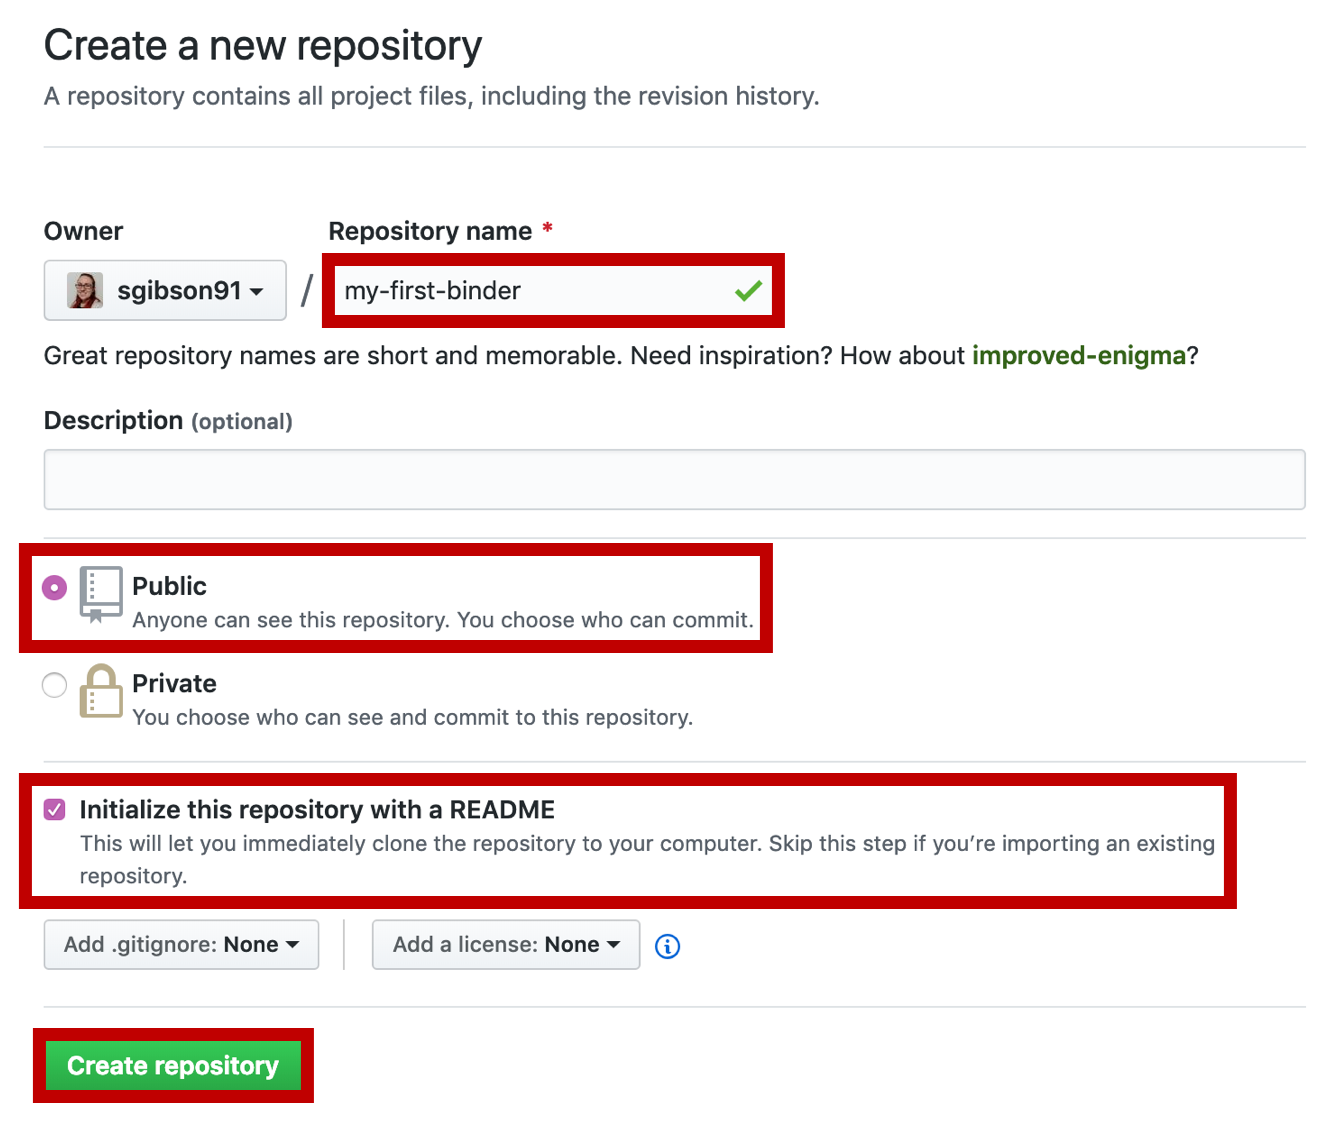 Create a new repository
A repository contains all project files, including the revision history.
Owner
Repository name *
sgibson91
/
my-first-binder
Great repository names are short and memorable. Need inspiration? How about improved-enigma?
Description (optional)
Public
Anyone can see this repository. You choose who can commit.
Private
You choose who can see and commit to this repository.
Initialize this repository with a README
This will let you immediately clone the repository to your computer. Skip this step if you’re importing an existing
repository.
Add .gitignore: None
Add a license: None
Create repository